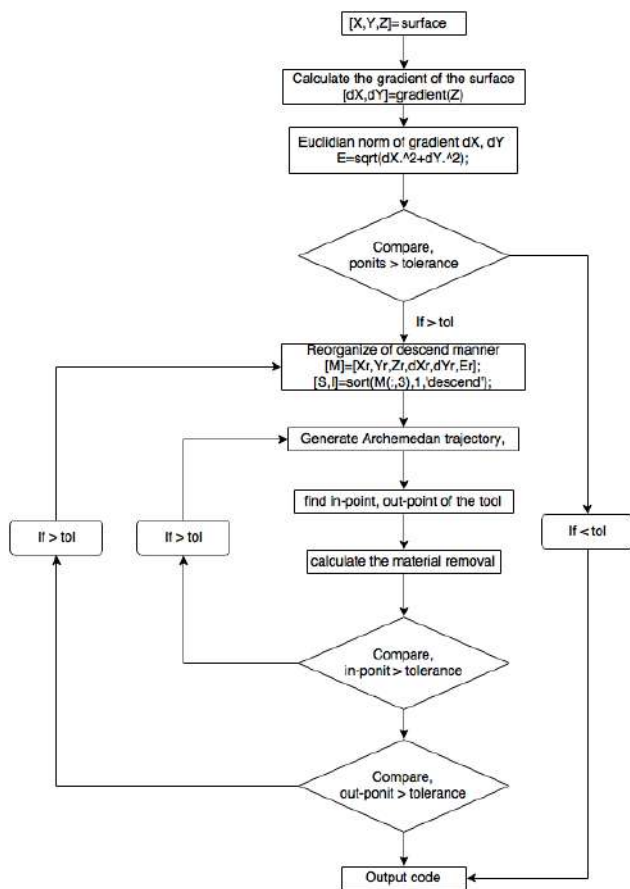 [X,Y,Z]=surface
Calculate the gradient of the surface
[dX,dY]=gradient(Z)
Euclidian norm of gradient dX, dY
E=sqrt(dX.^2+dY.^2);
Compare,
ponits > tolerance
If > tol
Reorganize of descend manner
[M]=[Xr,Yr,Zr,dXr,dYr,Er];
[S,I]=sort(M(:,3),1,'descend');
Generate Archemedan trajectory,
find in-point, out-point of the tool
If > tol
If > tol
If < tol
calculate the material removal
Compare,
in-ponit > tolerance
Compare,
out-ponit > tolerance
Output code